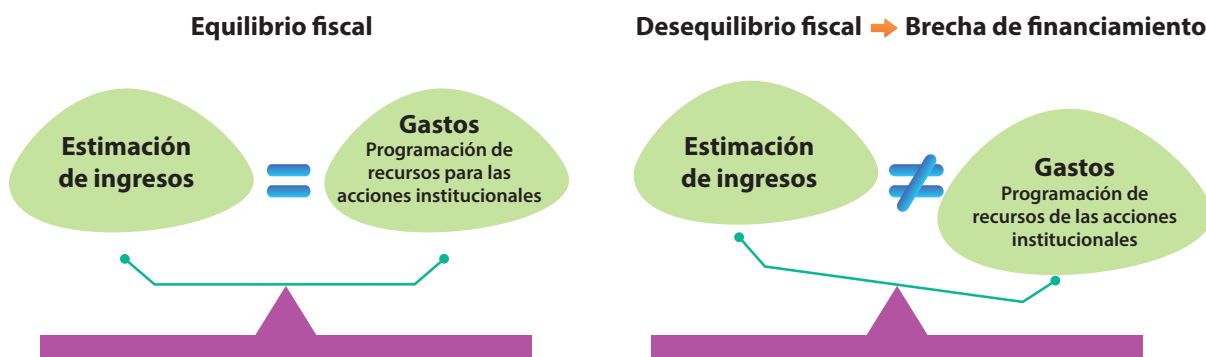 Equilibrio fiscal
Estimación
de ingresos
=
Gastos
Programación de
recursos para las
acciones institucionales
Desequilibrio fiscal → Brecha de financiamiento
Estimación
de ingresos
≠
Gastos
Programación de
recursos de las acciones
institucionales